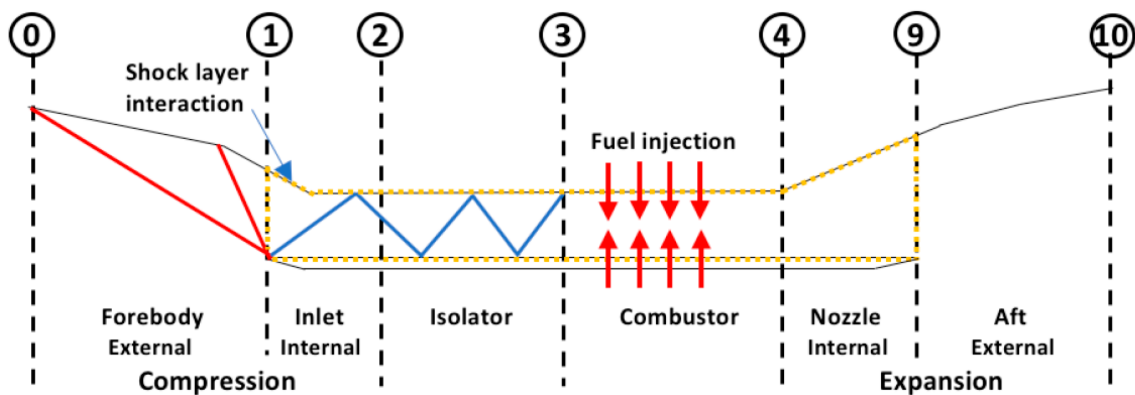 0 1 2 3 4 9 10
Shock layer
interaction
Fuel injection
Forebody Inlet Isolator Combustor Nozzle Aft
External Internal Internal External
Compression Expansion